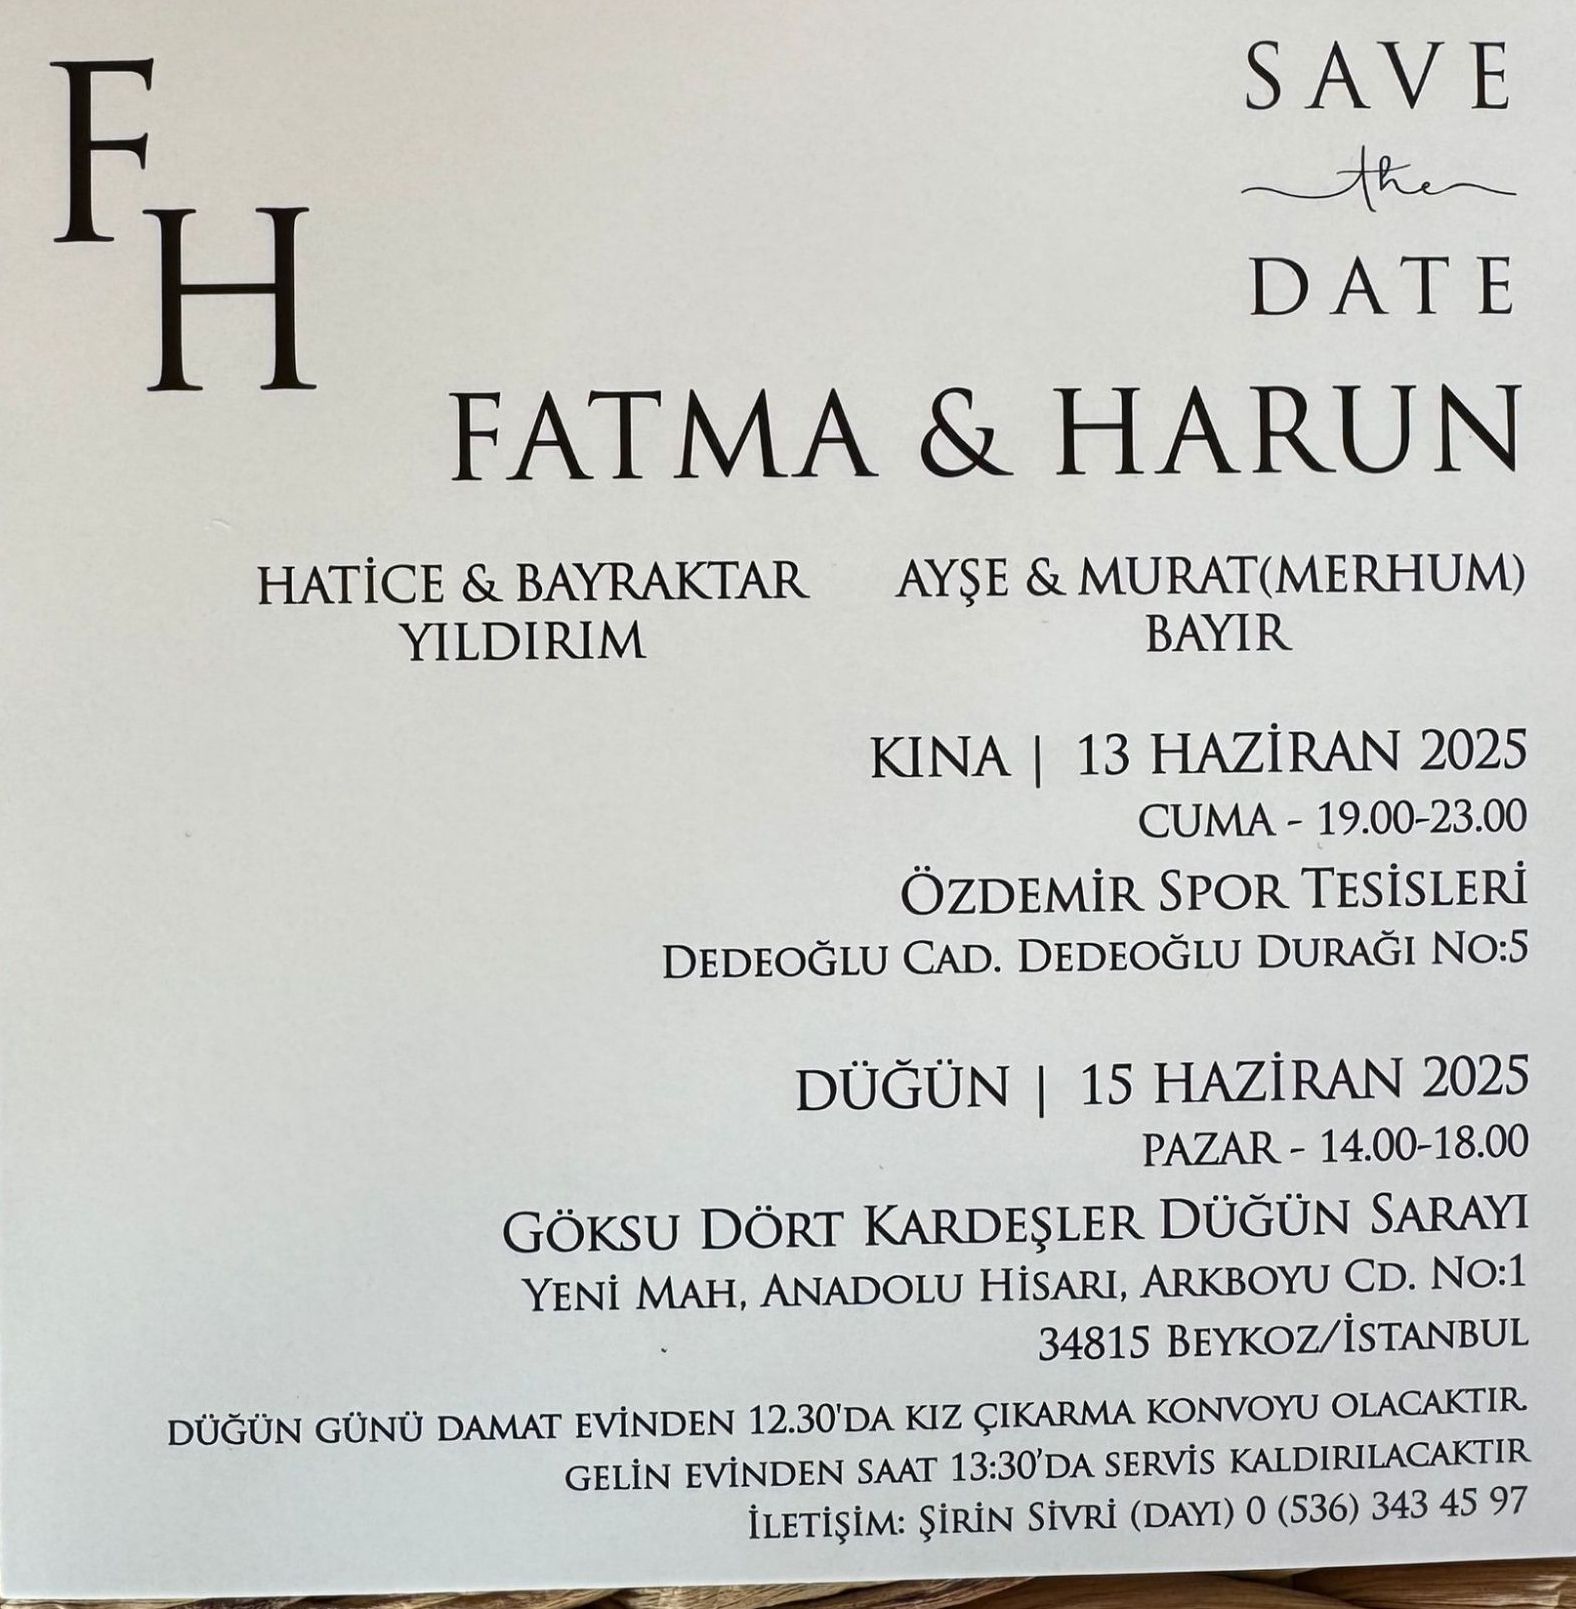 F
H
SAVE
the
DATE
FATMA & HARUN
HATİCE & BAYRAKTAR
YILDIRIM
AYŞE & MURAT(MERHUM)
BAYIR
KINA | 13 HAZİRAN 2025
CUMA - 19.00-23.00
ÖZDEMİR SPOR TESİSLERİ
DEDEOĞLU CAD. DEDEOĞLU DURAĞI NO:5
DÜĞÜN | 15 HAZİRAN 2025
PAZAR - 14.00-18.00
GÖKSU DÖRT KARDEŞLER DÜĞÜN SARAYI
YENİ MAH, ANADOLU HİSARI, ARKBOYU CD. NO:1
34815 BEYKOZ/İSTANBUL
DÜĞÜN GÜNÜ DAMAT EVİNDEN 12.30'DA KIZ ÇIKARMA KONVOYU OLACAKTIR.
GELİN EVİNDEN SAAT 13:30'DA SERVİS KALDIRILACAKTIR
İLETİŞİM: ŞİRİN SİVRİ (DAYI) 0 (536) 343 45 97